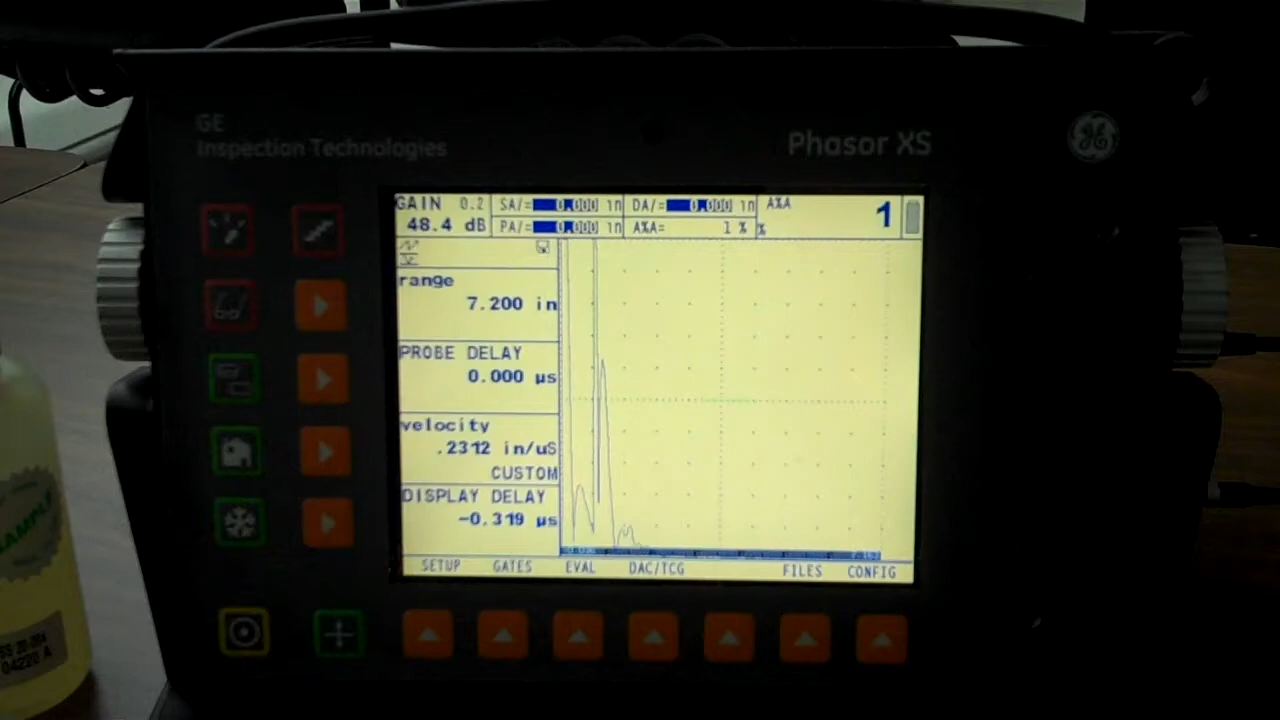 GE
Inspection Technologies
Phasor XS
GAIN 0.2
48.4 dB
SA/= 0.000 in
DA/= 0.000 in
A%A
PA/= 0.000 in
A%A= 1 %
%
1
range
7.200 in
PROBE DELAY
0.000 µs
velocity
.2312 in/uS
CUSTOM
DISPLAY DELAY
-0.319 µs
SETUP GATES EVAL DAC/TCG FILES CONFIG
04220 A